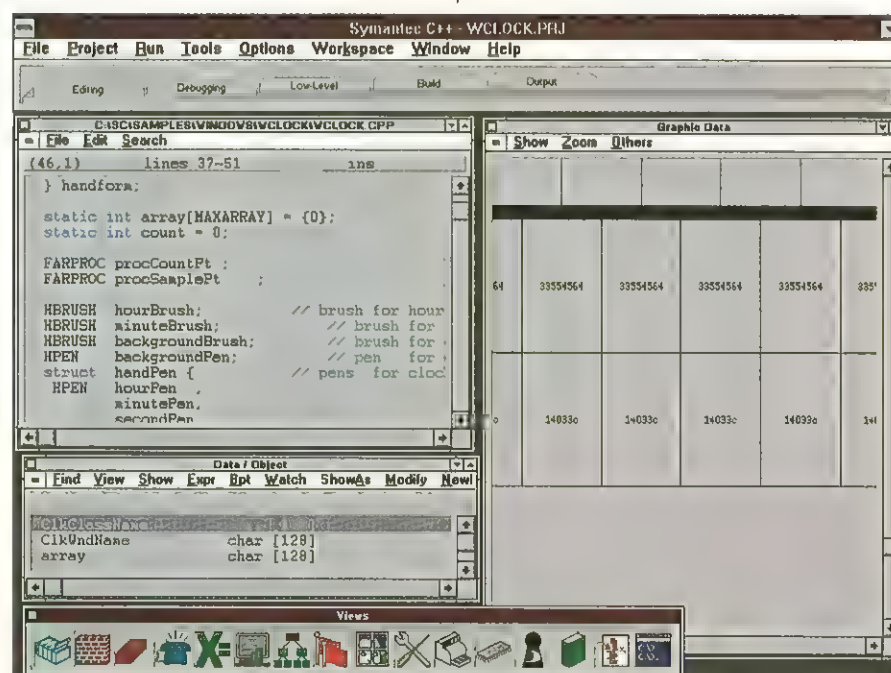 Symantec C++ - WCLOCK.PRJ
File Project Run Tools Options Workspace Window Help
Editing Debugging Low-Level Build Output
C:\SC\SAMPLES\WINDOWS\WCLOCK\WCLOCK.CPP
File Edit Search
(46,1) lines 37-51 ins
} handform;
static int array[MAXARRAY] = {0};
static int count = 0;
FARPROC procCountPt ;
FARPROC procSamplePt ;
HBRUSH hourBrush; // brush for hour
HBRUSH minuteBrush; // brush for
HBRUSH backgroundBrush; // brush for
HPEN backgroundPen; // pen for
struct handPen { // pens for cloc
HPEN hourPen ,
minutePen,
secondPen
Data / Object
Find View Show Expr Bpt Watch ShowAs Modify NewI
ClkClassName
ClkWndName char [128]
array char [128]
Graphic Data
Show Zoom Others
64 33554564 33554564 33554564 33554564 335
c 14033c 14033c 14033c 14033c 140
Views